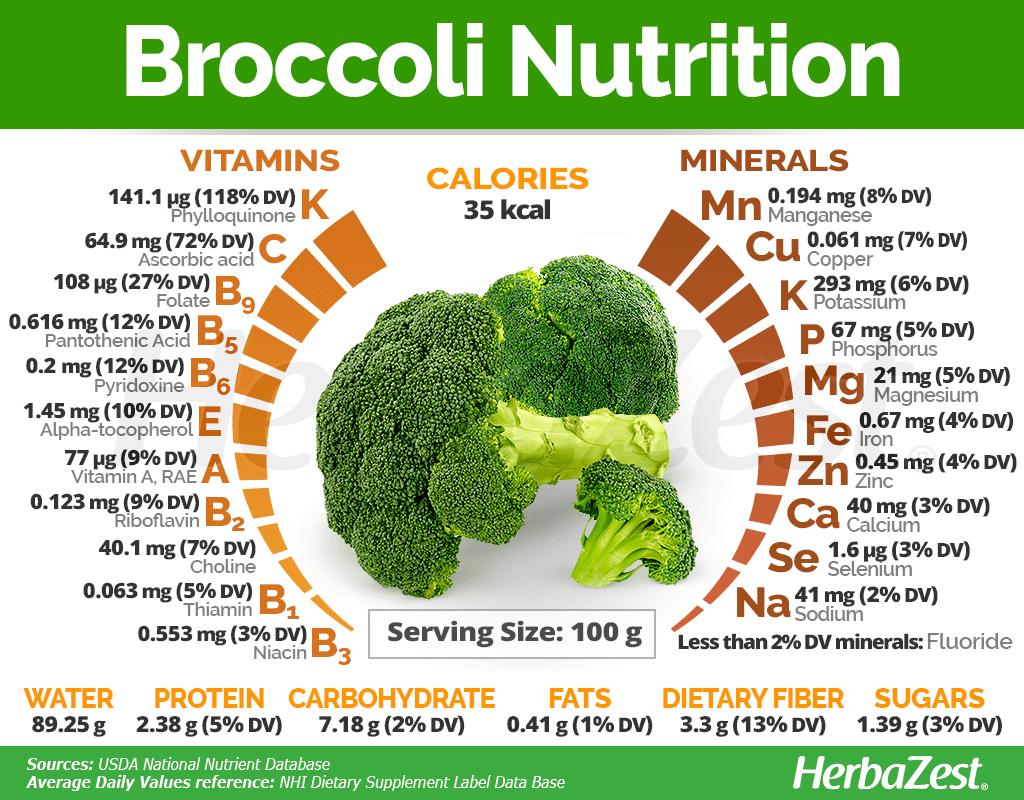 Broccoli Nutrition
VITAMINS
141.1 µg (118% DV)
Phylloquinone
K
64.9 mg (72% DV)
Ascorbic acid
C
108 µg (27% DV)
Folate
B9
0.616 mg (12% DV)
Pantothenic Acid
B5
0.2 mg (12% DV)
Pyridoxine
B6
1.45 mg (10% DV)
Alpha-tocopherol
E
77 µg (9% DV)
Vitamin A, RAE
A
0.123 mg (9% DV)
Riboflavin
B2
40.1 mg (7% DV)
Choline
0.063 mg (5% DV)
Thiamin
B1
0.553 mg (3% DV)
Niacin
B3
CALORIES
35 kcal
MINERALS
Mn
0.194 mg (8% DV)
Manganese
Cu
0.061 mg (7% DV)
Copper
K
293 mg (6% DV)
Potassium
P
67 mg (5% DV)
Phosphorus
Mg
21 mg (5% DV)
Magnesium
Fe
0.67 mg (4% DV)
Iron
Zn
0.45 mg (4% DV)
Zinc
Ca
40 mg (3% DV)
Calcium
Se
1.6 µg (3% DV)
Selenium
Na
41 mg (2% DV)
Sodium
Less than 2% DV minerals: Fluoride
HerbaZest®
Serving Size: 100 g
WATER
89.25 g
PROTEIN
2.38 g (5% DV)
CARBOHYDRATE
7.18 g (2% DV)
FATS
0.41 g (1% DV)
DIETARY FIBER
3.3 g (13% DV)
SUGARS
1.39 g (3% DV)
Sources: USDA National Nutrient Database
Average Daily Values reference: NHI Dietary Supplement Label Data Base
HerbaZest®